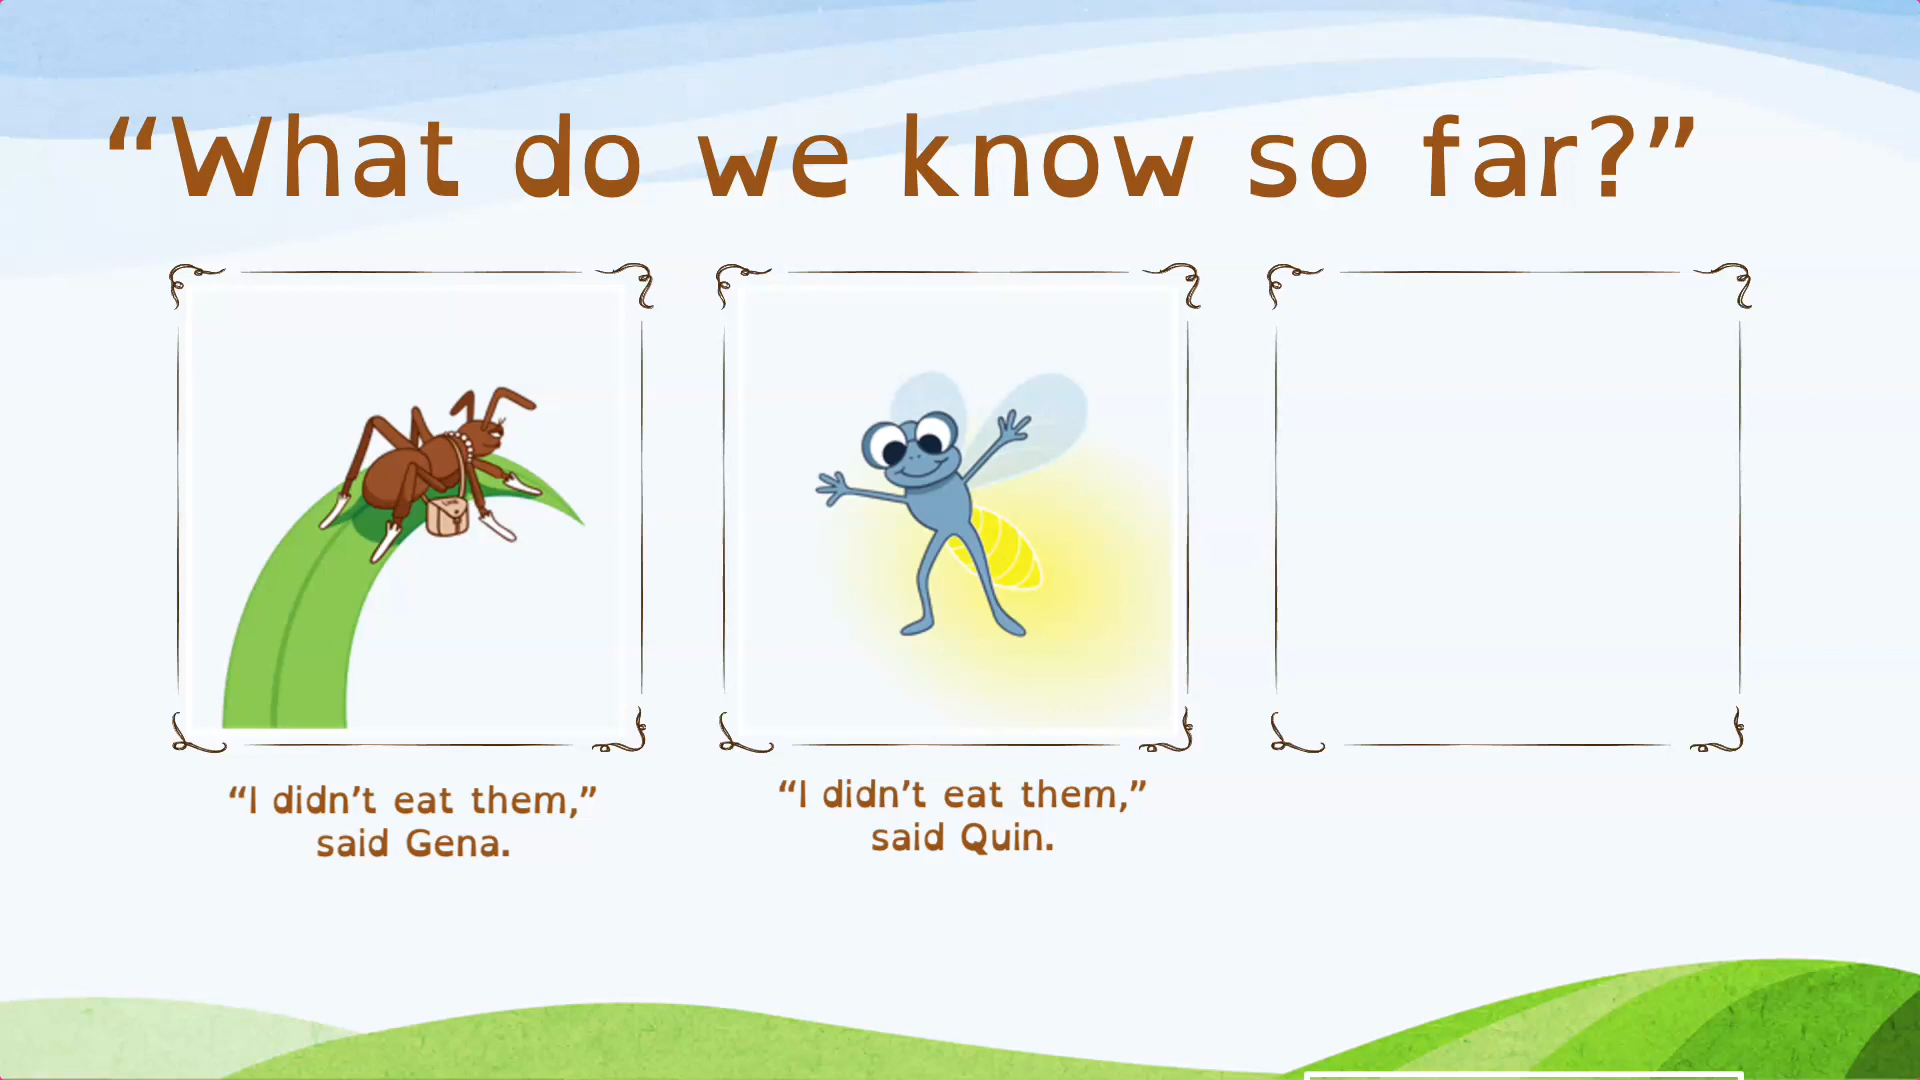 “What do we know so far?”
“I didn’t eat them,”
said Gena.
“I didn’t eat them,”
said Quin.